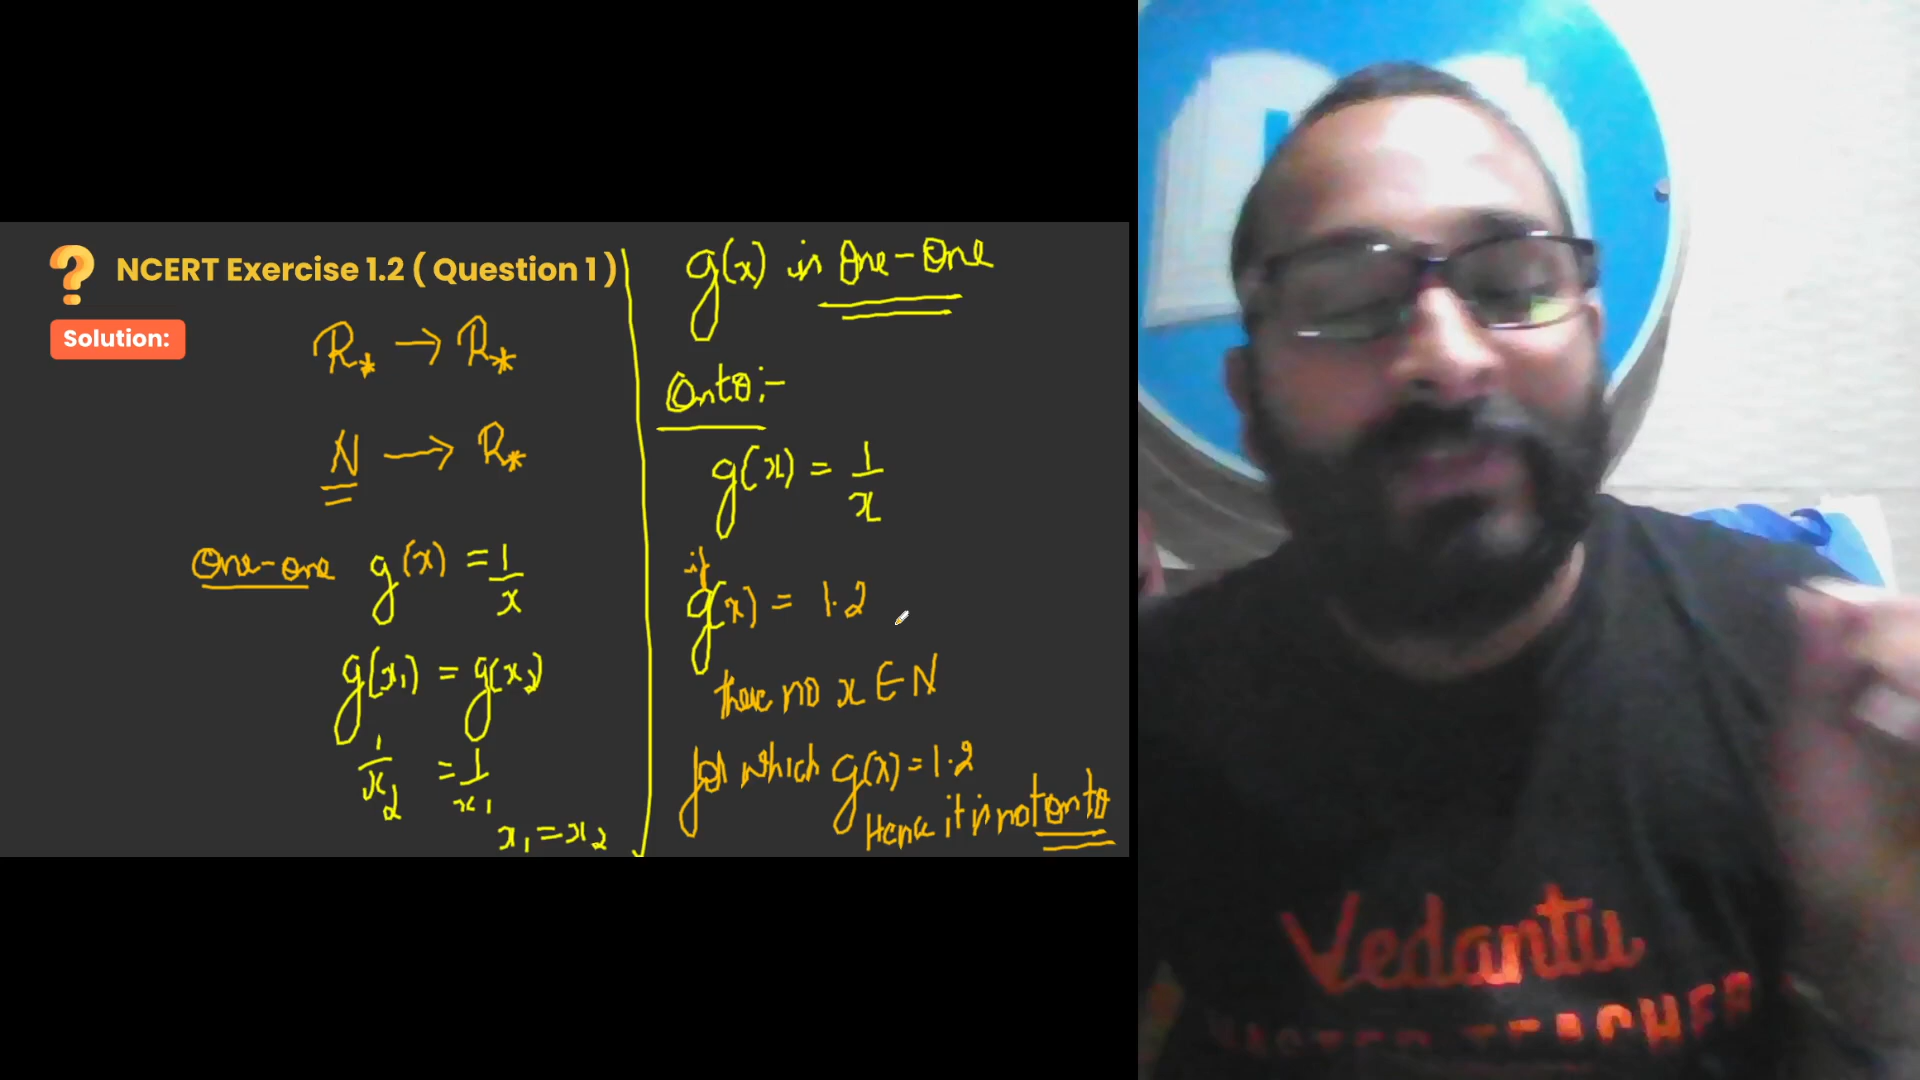 NCERT Exercise 1.2 ( Question 1 )
Solution:
R* → R*
N → R*
One-one g(x) = 1/x
g(x₁) = g(x₂)
1/x₂ = 1/x₁
x₁ = x₂
g(x) is One-One
Onto:-
g(x) = 1/x
if
g(x) = 1.2
there no x ∈ N
for which g(x) = 1.2
Hence it is not onto
Vedantu
MASTER TEACHER